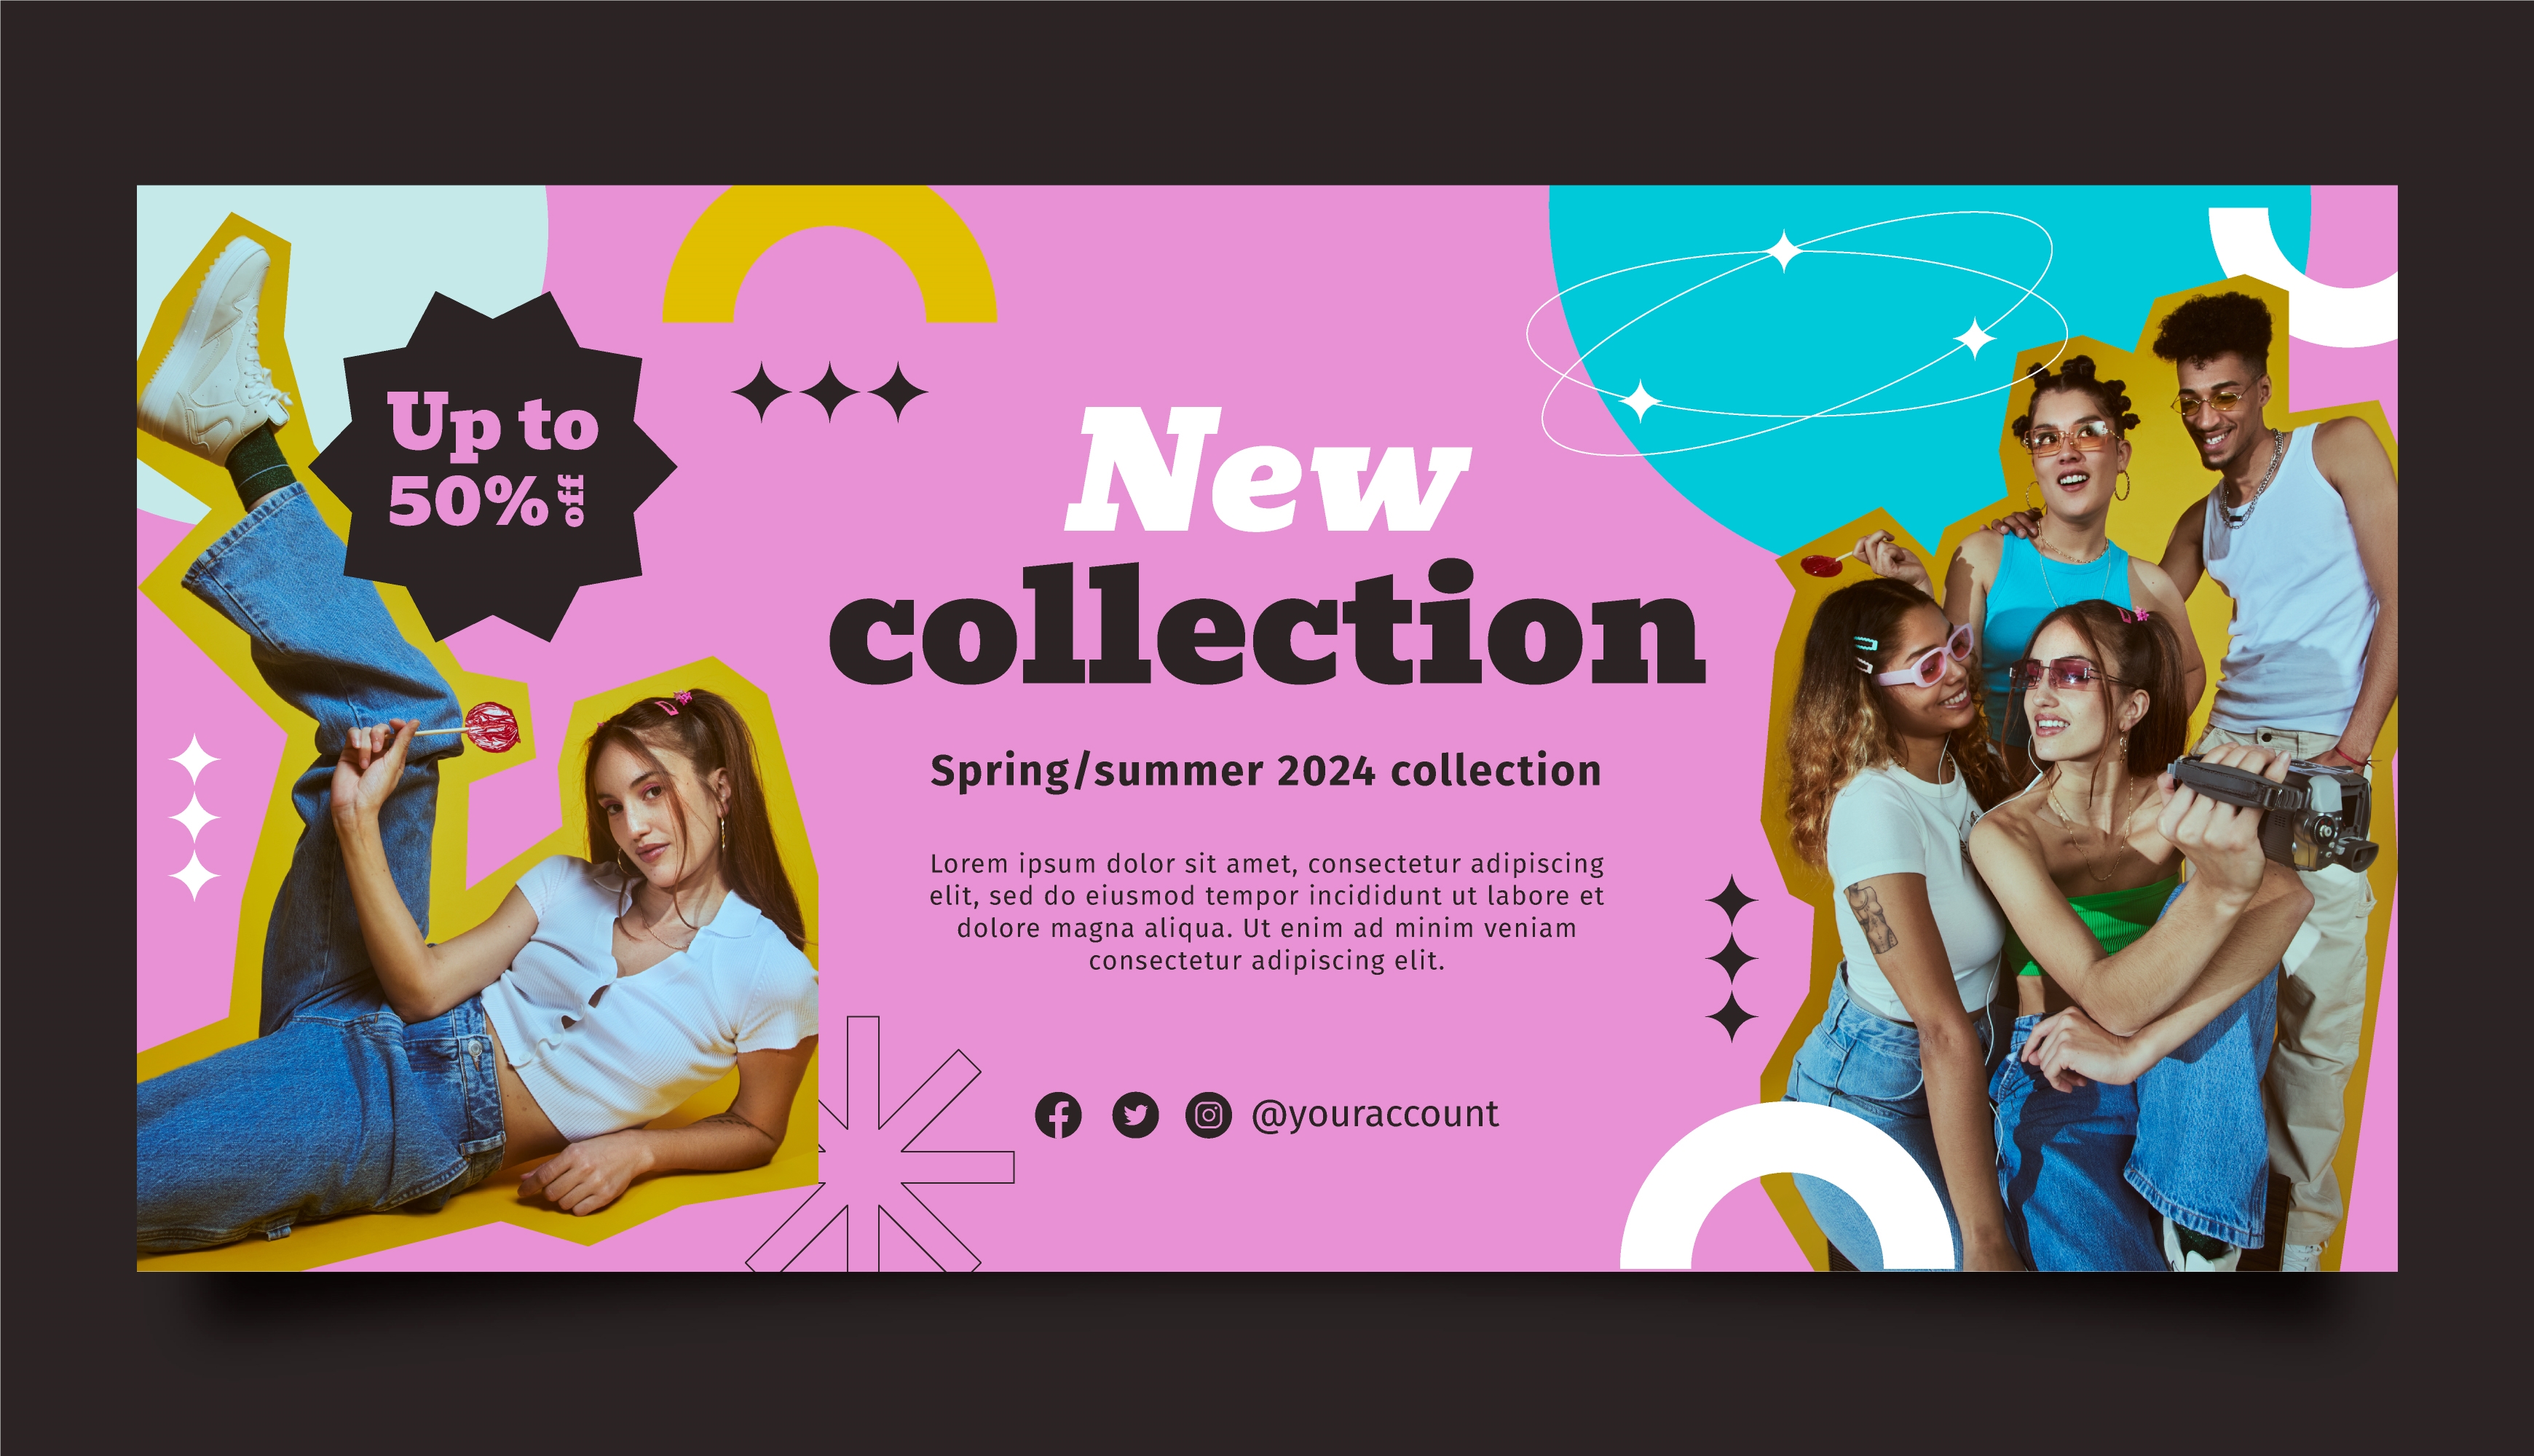 Up to
50% off
New
collection
Spring/summer 2024 collection
Lorem ipsum dolor sit amet, consectetur adipiscing
elit, sed do eiusmod tempor incididunt ut labore et
dolore magna aliqua. Ut enim ad minim veniam
consectetur adipiscing elit.
@youraccount